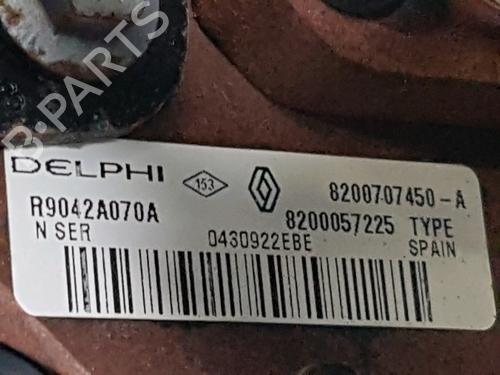 B-PARTS
DELPHI 153 8200707450-A
R9042A070A 8200057225 TYPE
N SER 0430922EBE SPAIN